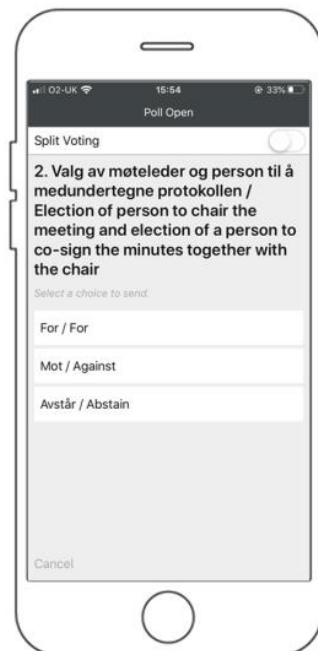 O2-UK 15:54 33%
Poll Open
Split Voting
2. Valg av møteleder og person til å
medundertegne protokollen /
Election of person to chair the
meeting and election of a person to
co-sign the minutes together with
the chair
Select a choice to send.
For / For
Mot / Against
Avstår / Abstain
Cancel